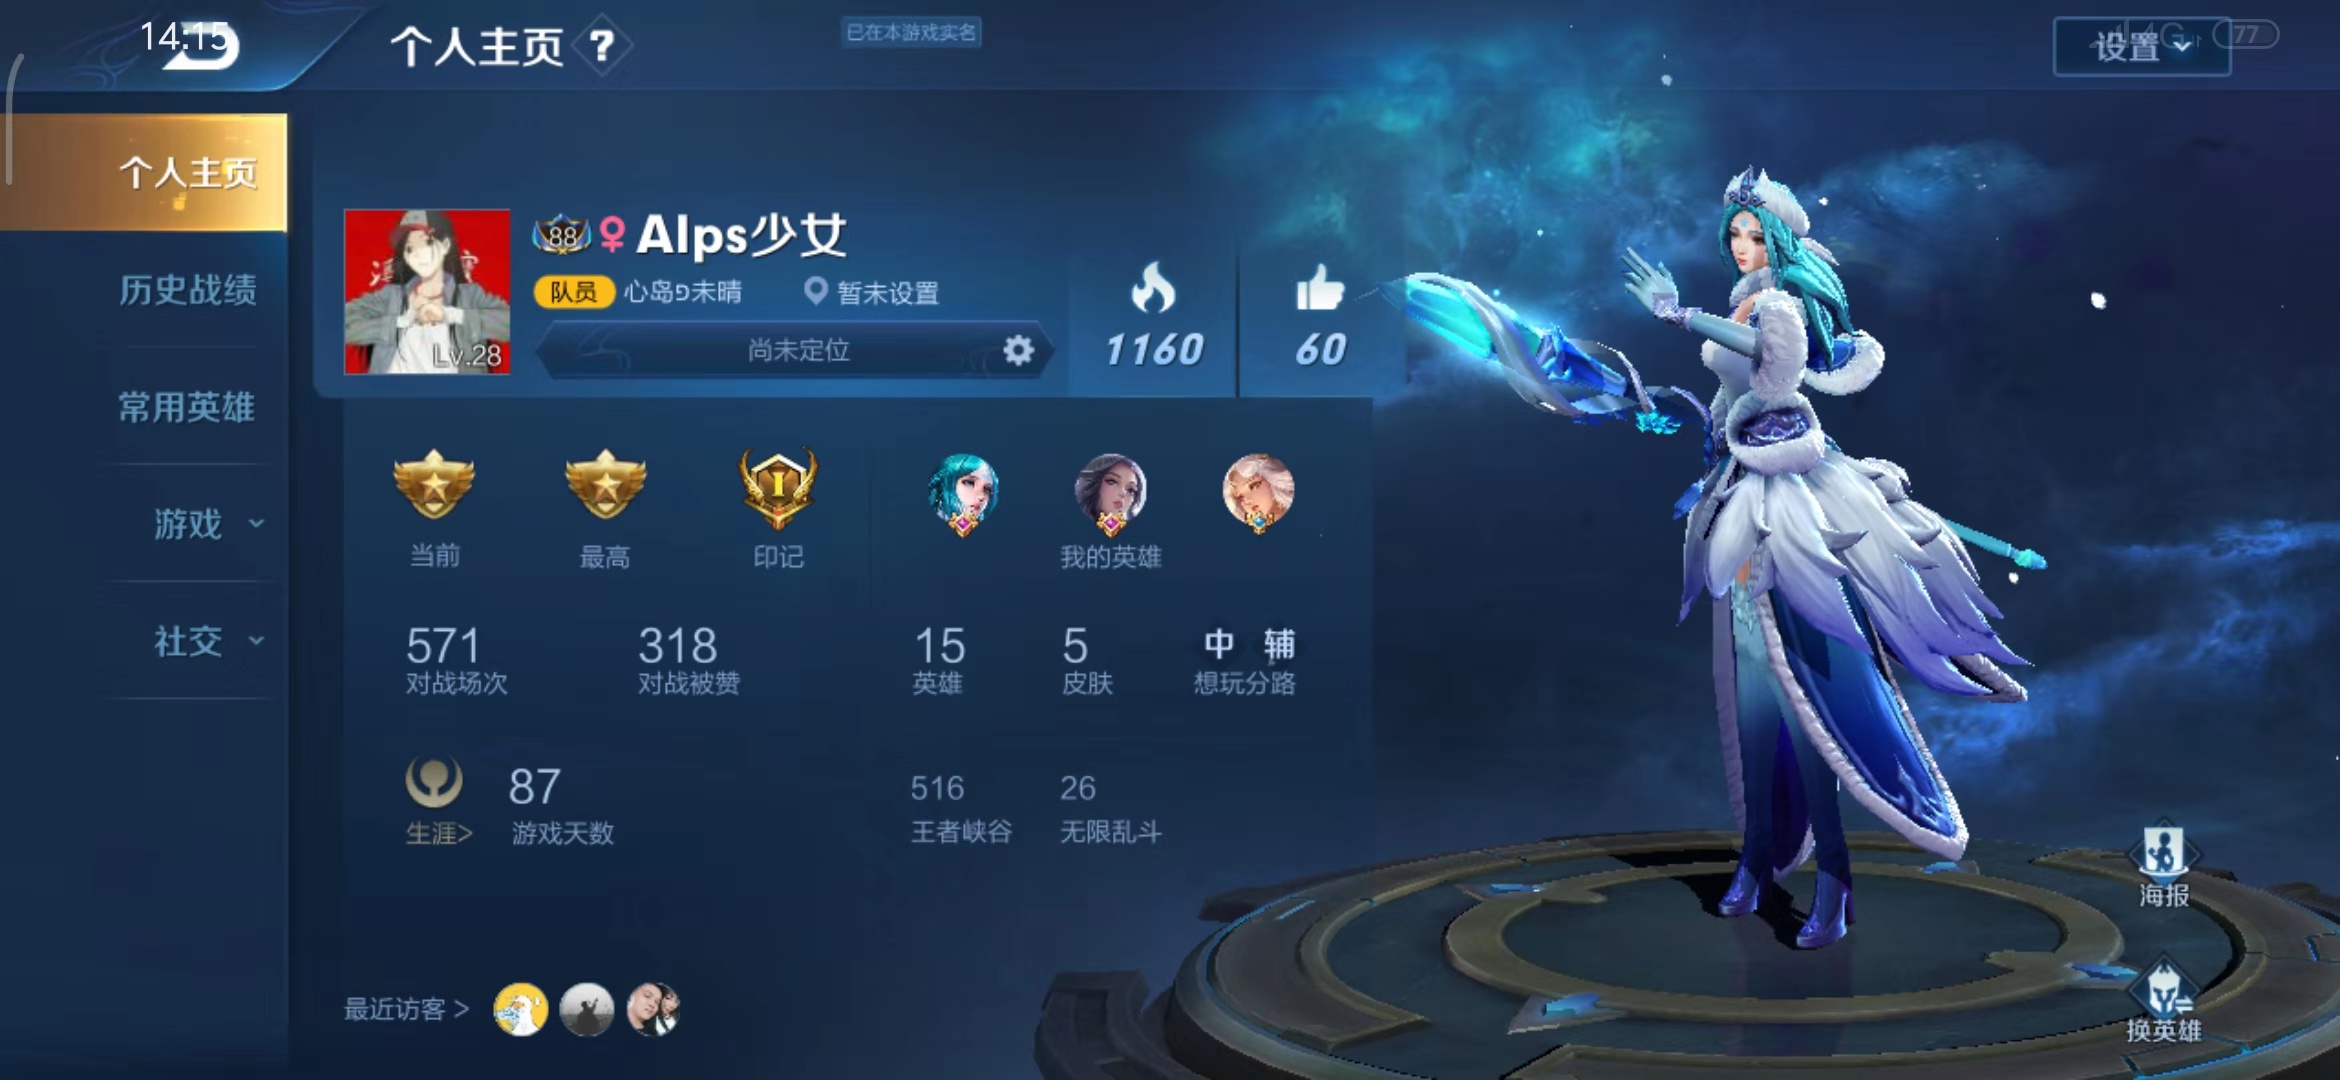 14:15
个人主页 ?
已在本游戏实名
设置
4G
77
个人主页
历史战绩
常用英雄
游戏
社交
Lv.28
88 Alps少女
队员 心岛פ未晴 暂未设置
尚未定位
1160 60
I
当前 最高 印记 我的英雄
571 318 15 5 中 辅
对战场次 对战被赞 英雄 皮肤 想玩分路
87 516 26
生涯> 游戏天数 王者峡谷 无限乱斗
最近访客 >
海报
换英雄